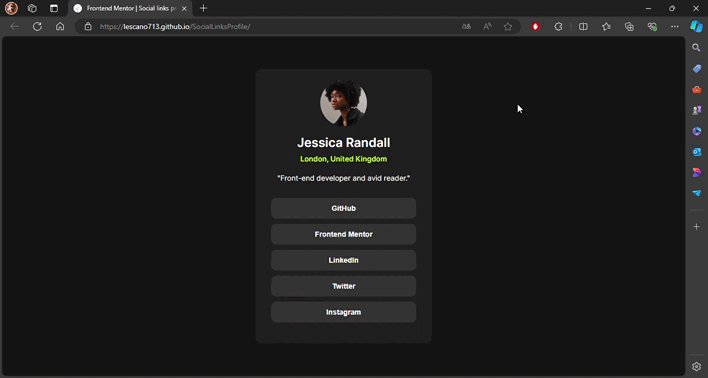 Frontend Mentor | Social links pr
https://lescano713.github.io/SocialLinksProfile/
Jessica Randall
London, United Kingdom
"Front-end developer and avid reader."
GitHub
Frontend Mentor
LinkedIn
Twitter
Instagram